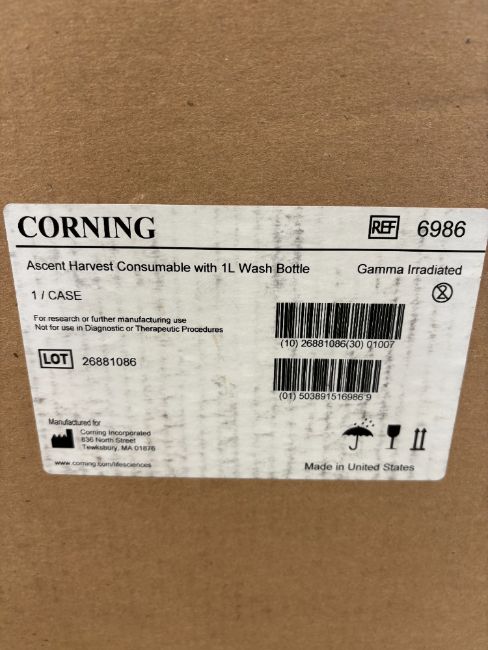 CORNING
REF 6986
Ascent Harvest Consumable with 1L Wash Bottle
Gamma Irradiated
1 / CASE
For research or further manufacturing use
Not for use in Diagnostic or Therapeutic Procedures
(10) 26881086(30) 01007
LOT 26881086
(01) 503891516986 9
Manufactured for
Corning Incorporated
836 North Street
Tewksbury, MA 01876
www.corning.com/lifesciences
Made in United States